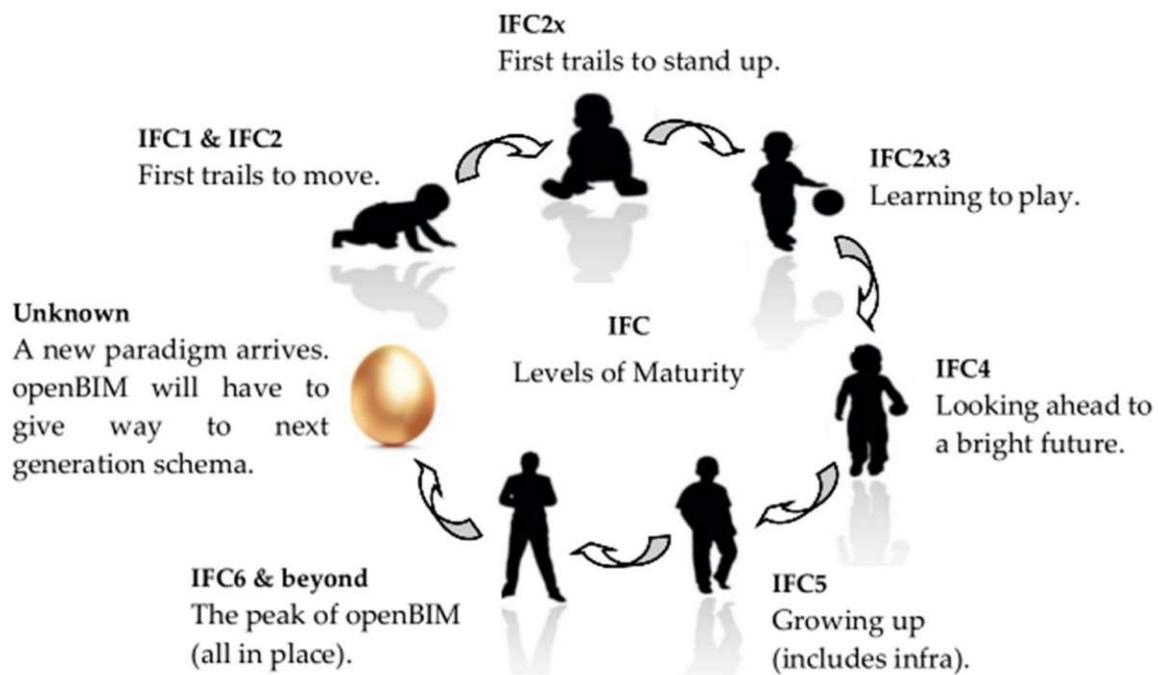 IFC2x
First trails to stand up.
IFC1 & IFC2
First trails to move.
IFC2x3
Learning to play.
Unknown
A new paradigm arrives.
openBIM will have to
give way to next
generation schema.
IFC
Levels of Maturity
IFC4
Looking ahead to
a bright future.
IFC6 & beyond
The peak of openBIM
(all in place).
IFC5
Growing up
(includes infra).